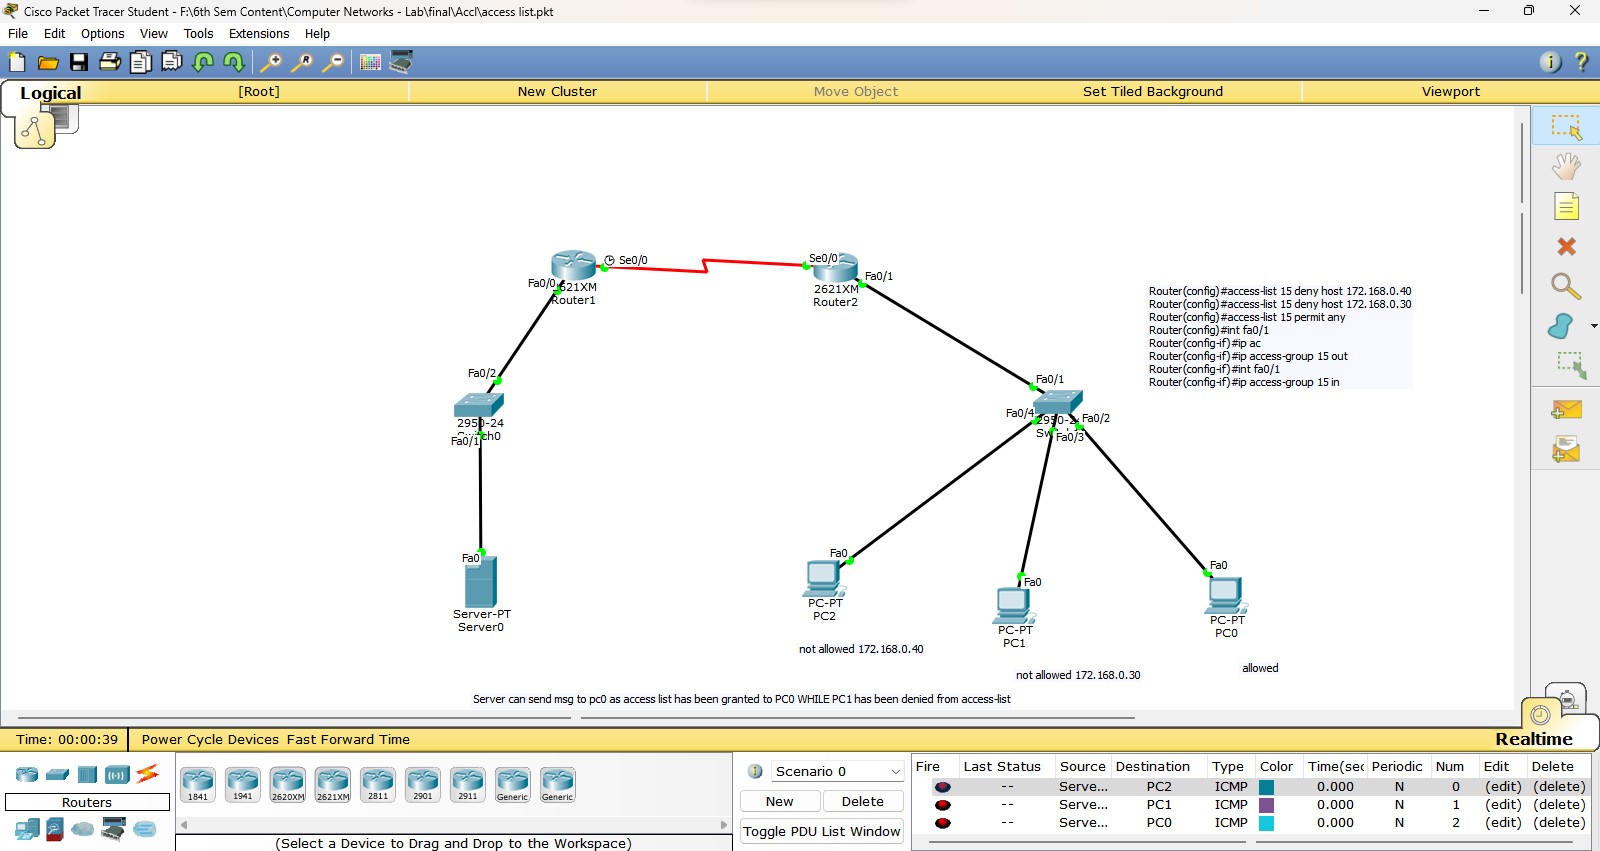 Cisco Packet Tracer Student - F:\6th Sem Content\Computer Networks - Lab\final\Accl\access list.pkt
File Edit Options View Tools Extensions Help
Logical [Root] New Cluster Move Object Set Tiled Background Viewport
Se0/0
Fa0/0
2621XM
Router1
Se0/0
Fa0/1
2621XM
Router2
Router(config)#access-list 15 deny host 172.168.0.40
Router(config)#access-list 15 deny host 172.168.0.30
Router(config)#access-list 15 permit any
Router(config)#int fa0/1
Router(config-if)#ip ac
Router(config-if)#ip access-group 15 out
Router(config-if)#int fa0/1
Router(config-if)#ip access-group 15 in
Fa0/2
2950-24
Fa0/1
Fa0/1
Fa0/4
Fa0/2
Fa0/3
Fa0
Server-PT
Server0
Fa0
PC-PT
PC2
Fa0
PC-PT
PC1
Fa0
PC-PT
PC0
not allowed 172.168.0.40
not allowed 172.168.0.30
allowed
Server can send msg to pc0 as access list has been granted to PC0 WHILE PC1 has been denied from access-list
Time: 00:00:39 Power Cycle Devices Fast Forward Time Realtime
Routers
1841 1941 2620XM 2621XM 2811 2901 2911 Generic Generic
(Select a Device to Drag and Drop to the Workspace)
Scenario 0
New Delete
Toggle PDU List Window
Fire Last Status Source Destination Type Color Time(sec Periodic Num Edit Delete
-- Serve... PC2 ICMP 0.000 N 0 (edit) (delete)
-- Serve... PC1 ICMP 0.000 N 1 (edit) (delete)
-- Serve... PC0 ICMP 0.000 N 2 (edit) (delete)